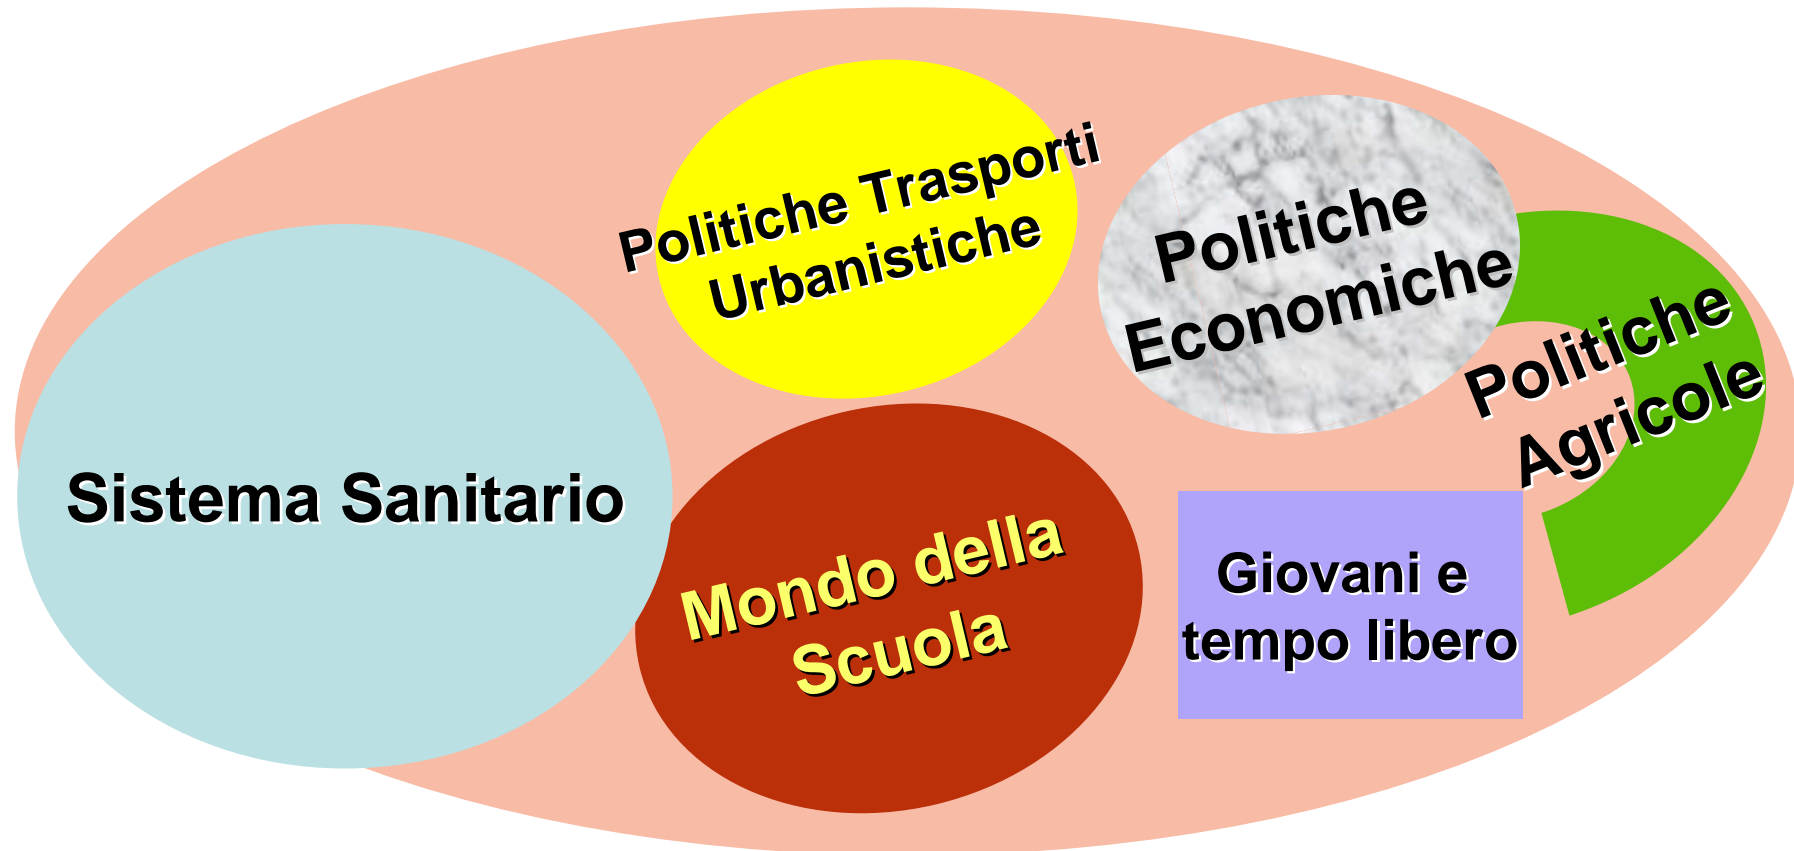 Politiche Trasporti
Urbanistiche
Politiche
Economiche
Politiche
Agricole
Sistema Sanitario
Mondo della
Scuola
Giovani e
tempo libero